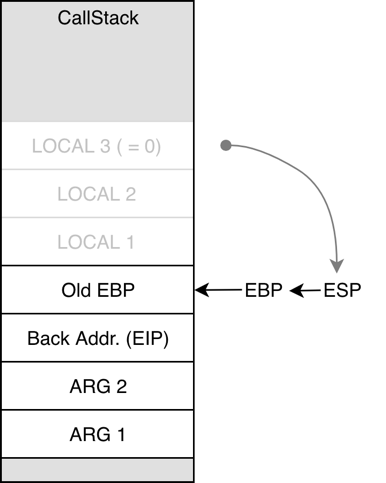 CallStack
LOCAL 3 ( = 0)
LOCAL 2
LOCAL 1
Old EBP
EBP
ESP
Back Addr. (EIP)
ARG 2
ARG 1